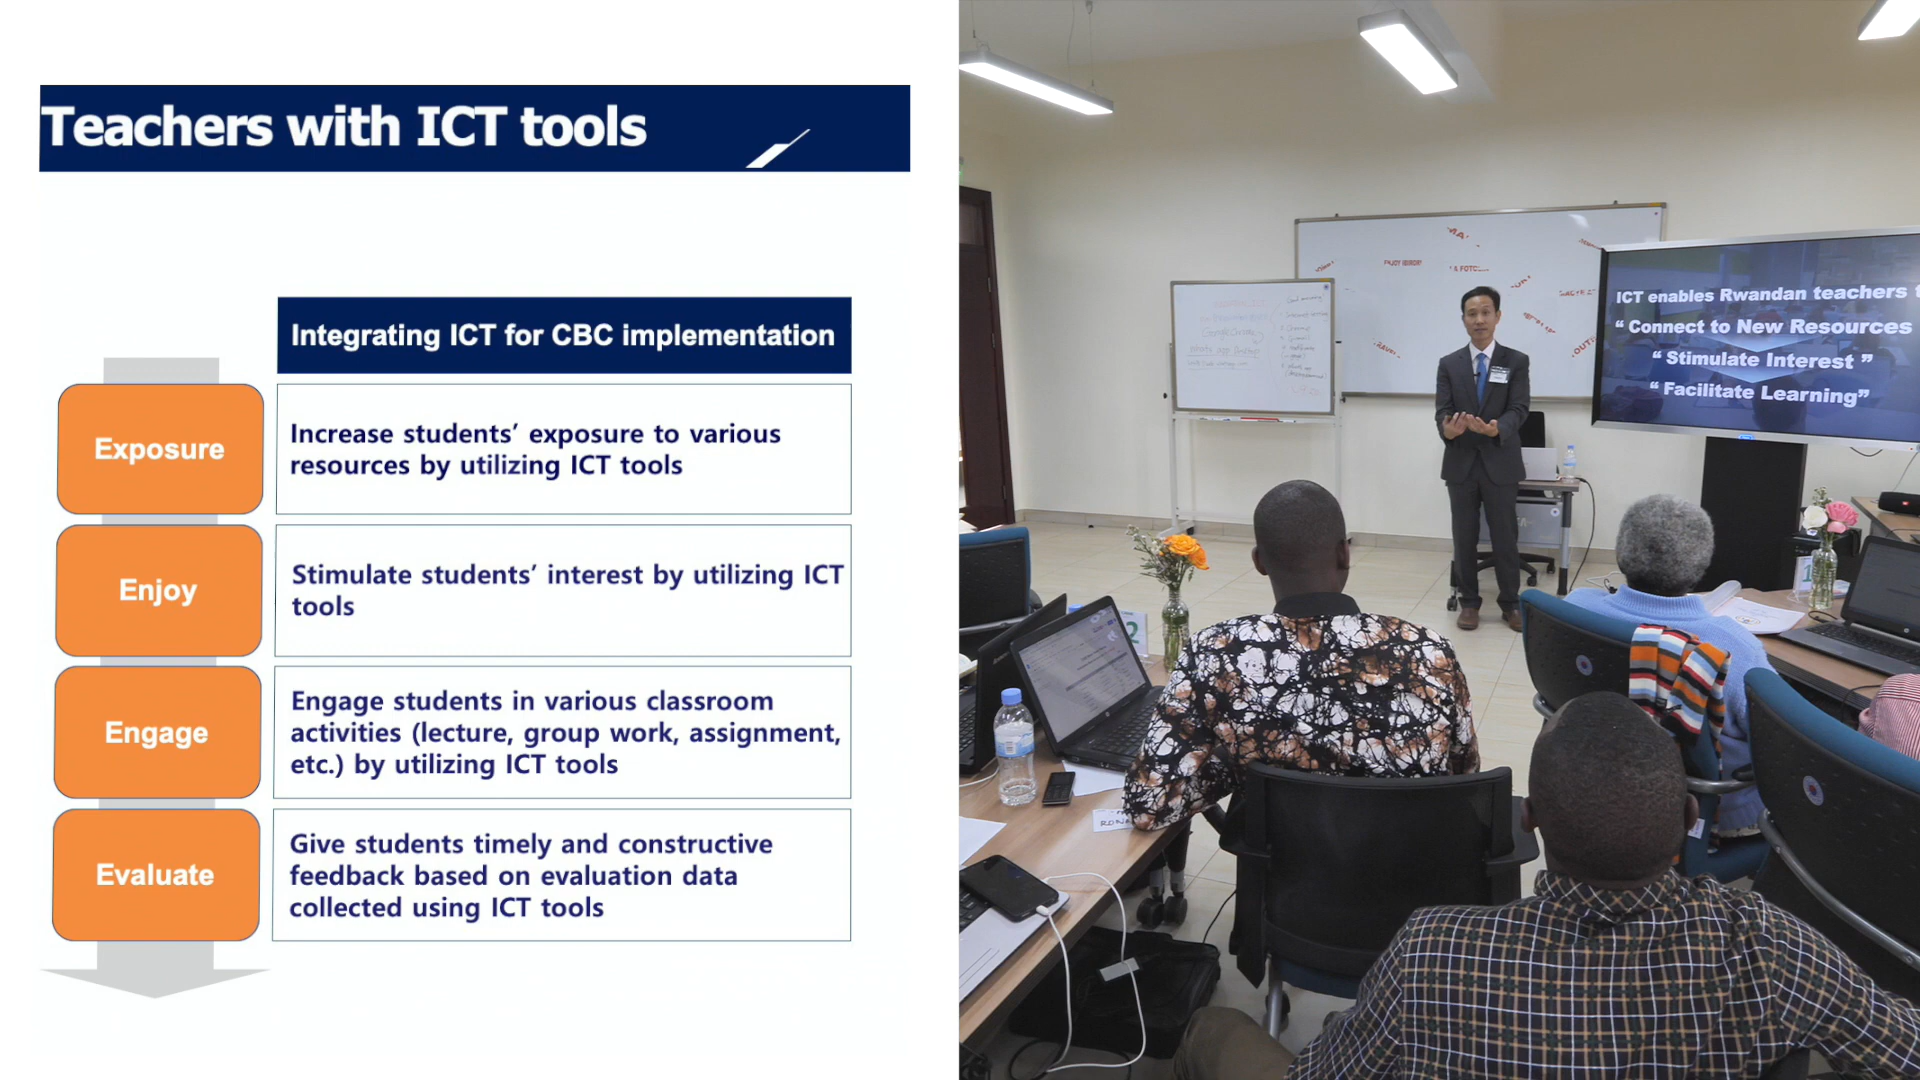 Teachers with ICT tools
Integrating ICT for CBC implementation
Exposure
Increase students’ exposure to various
resources by utilizing ICT tools
Enjoy
Stimulate students’ interest by utilizing ICT
tools
Engage
Engage students in various classroom
activities (lecture, group work, assignment,
etc.) by utilizing ICT tools
Evaluate
Give students timely and constructive
feedback based on evaluation data
collected using ICT tools
ICT enables Rwandan teachers
“ Connect to New Resources
“ Stimulate Interest ”
“ Facilitate Learning”
2